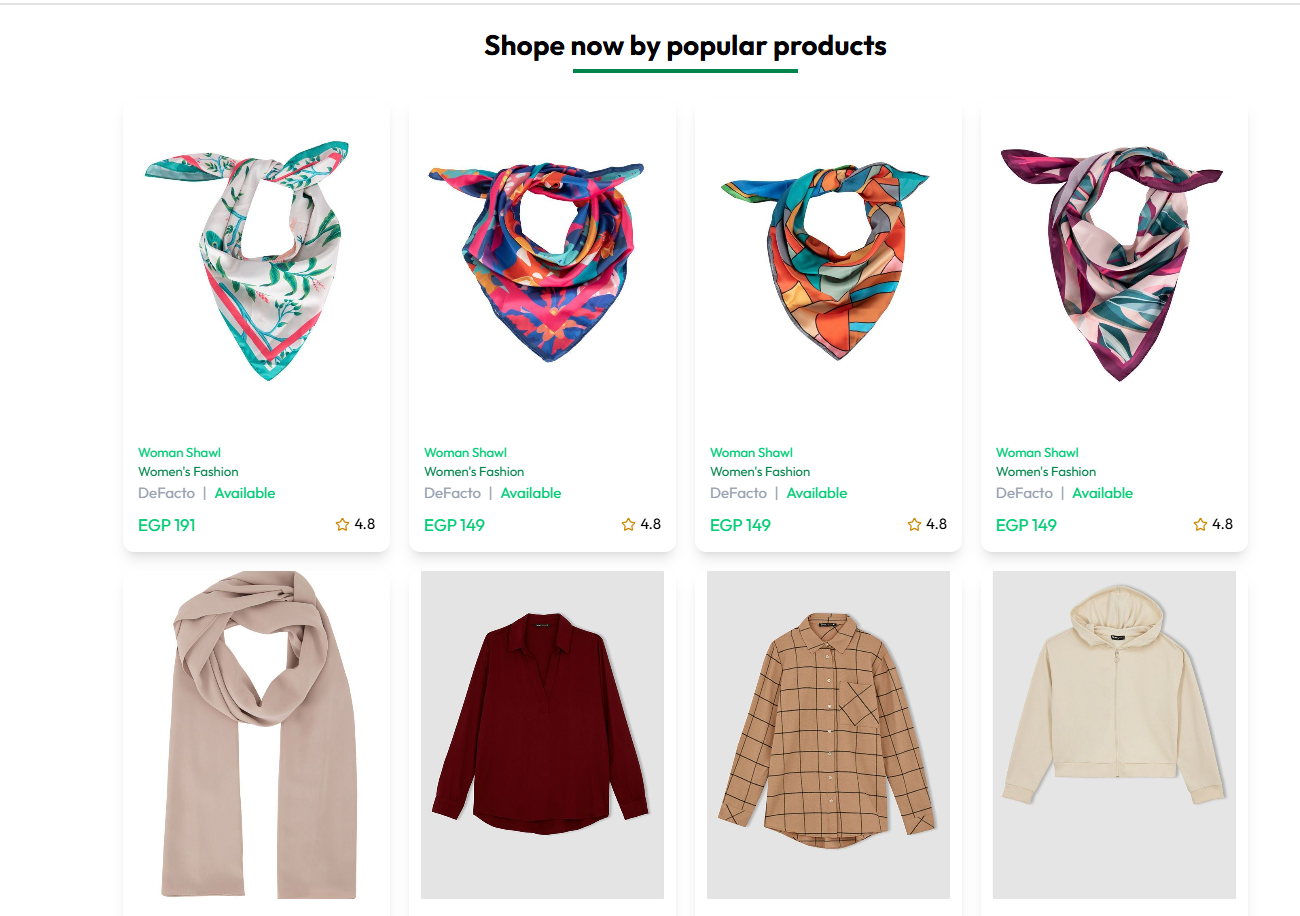 Shope now by popular products
Woman Shawl
Women's Fashion
DeFacto | Available
EGP 191 4.8
Woman Shawl
Women's Fashion
DeFacto | Available
EGP 149 4.8
Woman Shawl
Women's Fashion
DeFacto | Available
EGP 149 4.8
Woman Shawl
Women's Fashion
DeFacto | Available
EGP 149 4.8